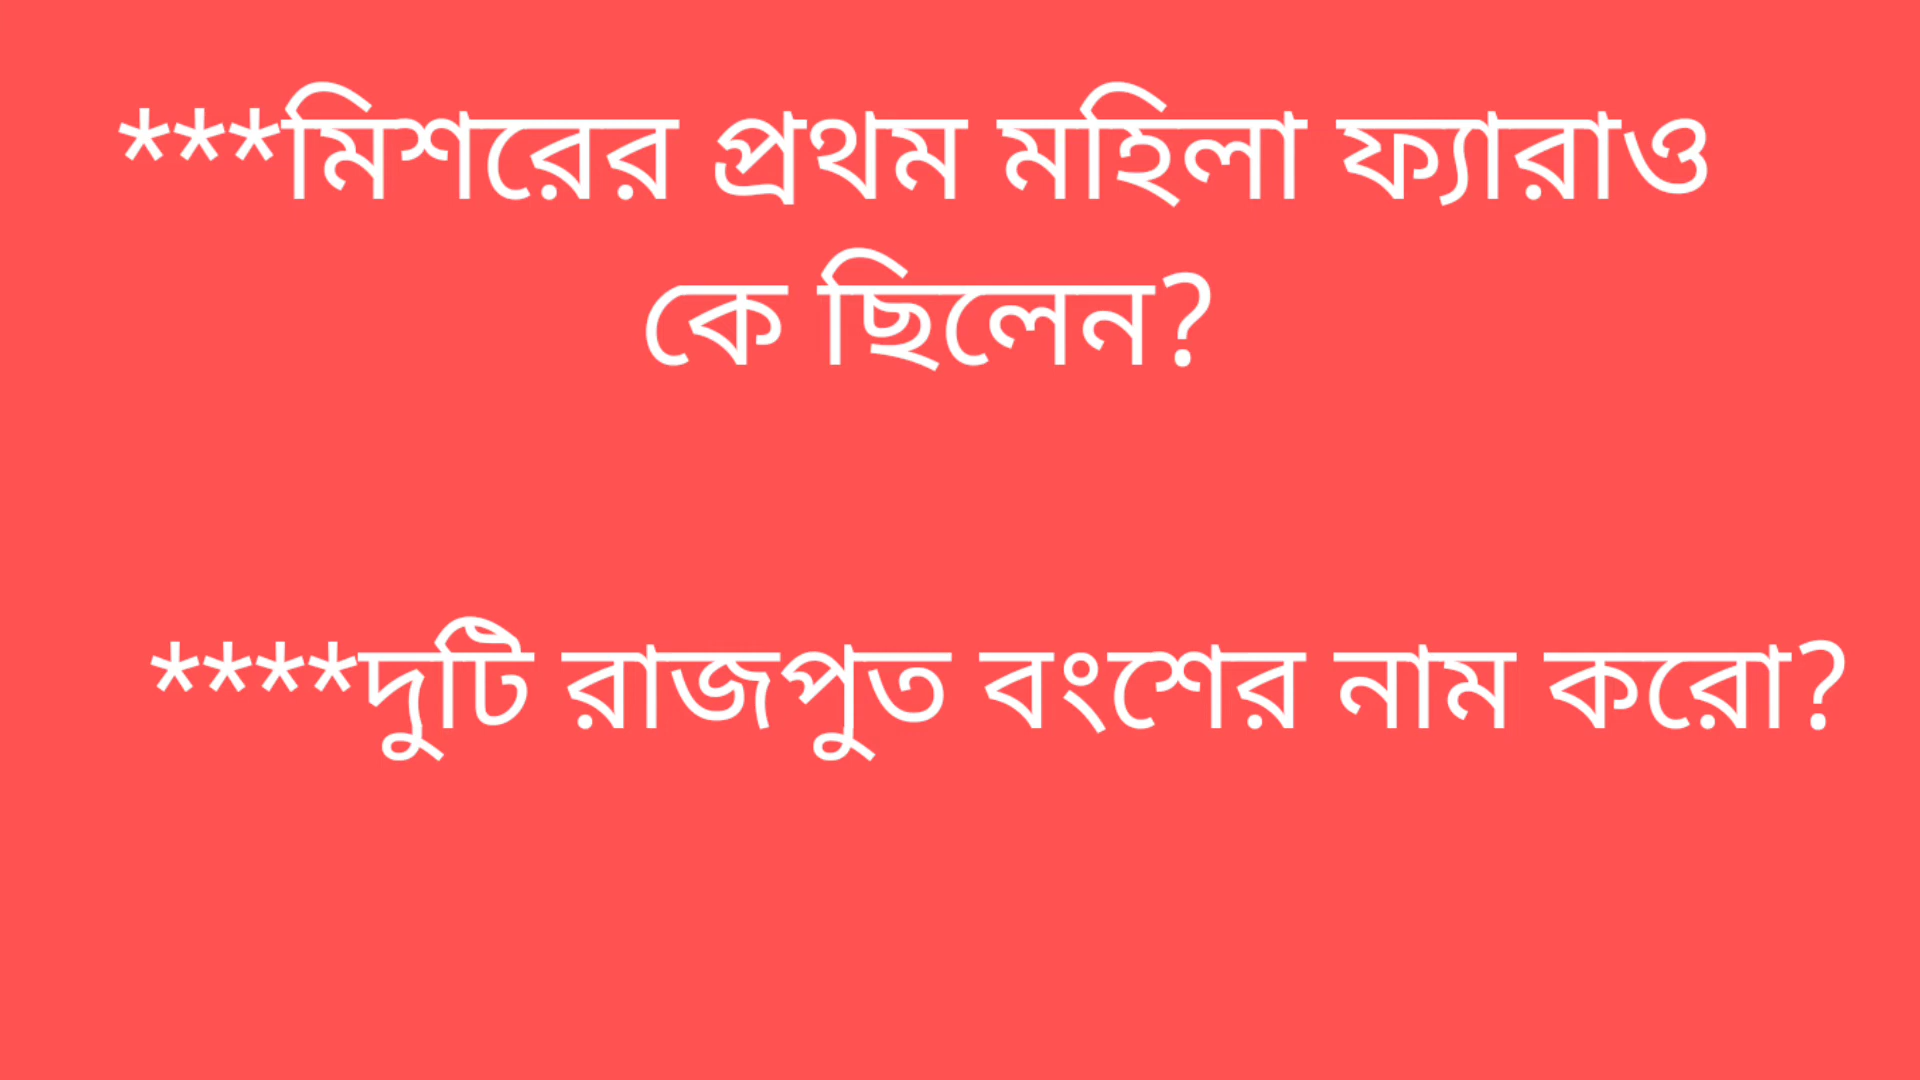 ***মিশরের প্রথম মহিলা ফ্যারাও
কে ছিলেন?
****দুটি রাজপুত বংশের নাম করো?